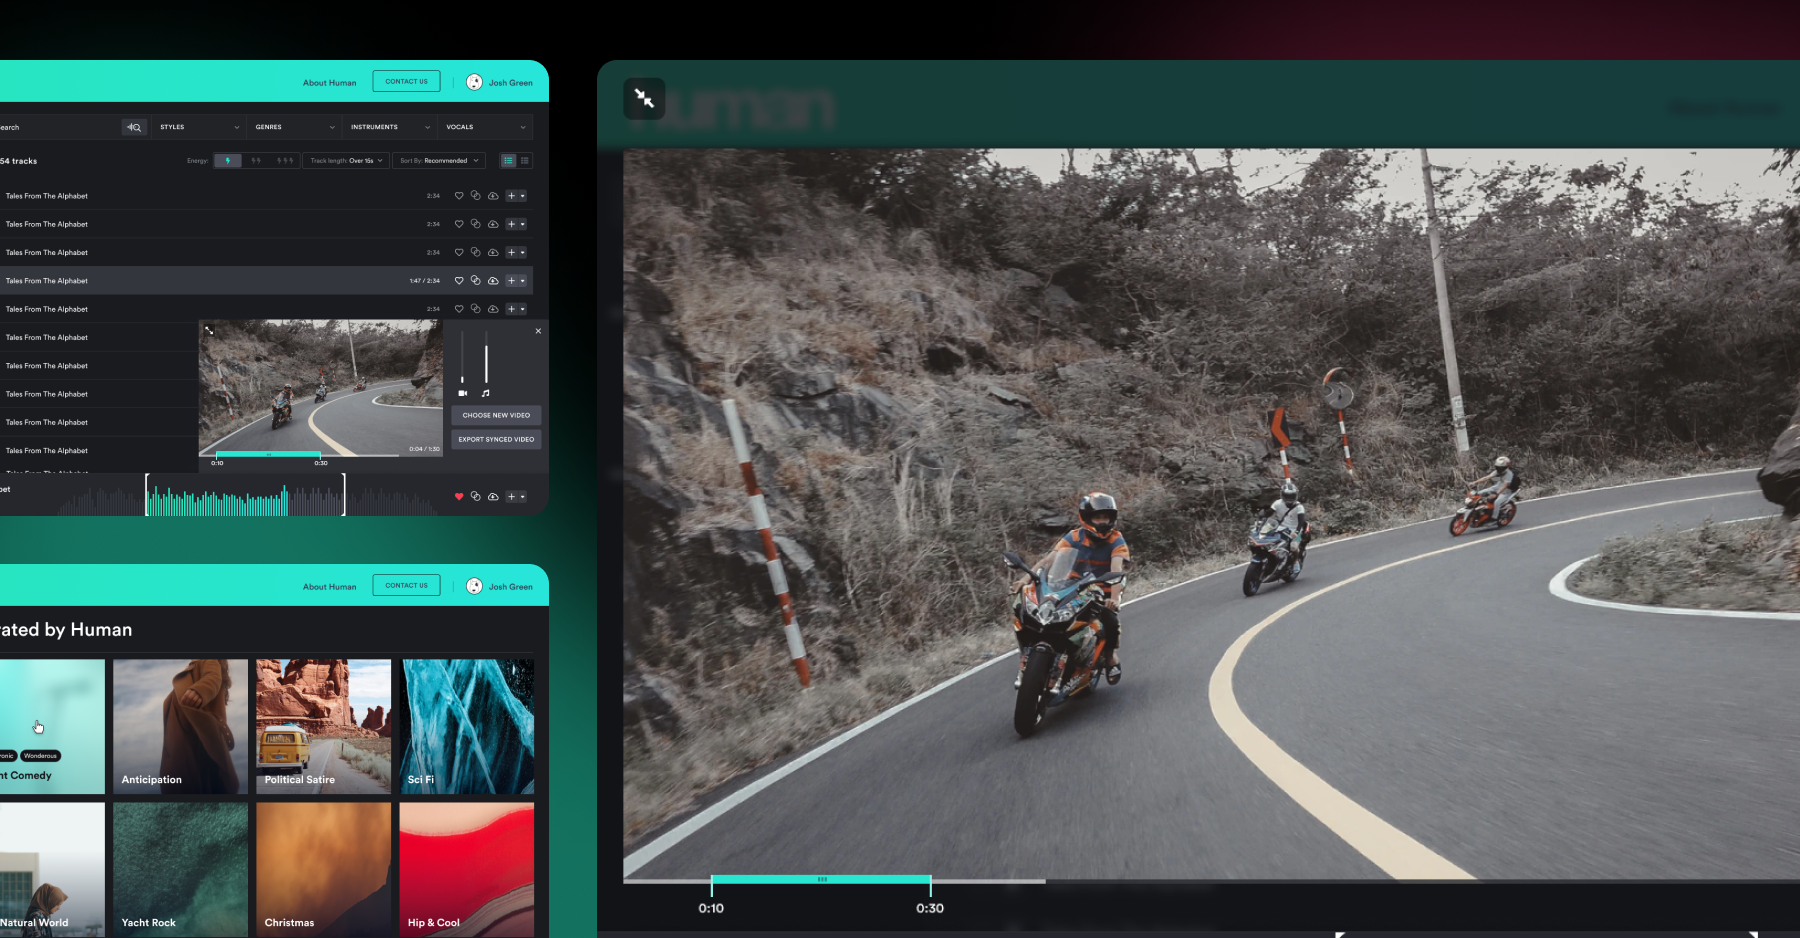 About Human
CONTACT US
Josh Green
earch
STYLES
GENRES
INSTRUMENTS
VOCALS
54 tracks
Energy:
Track length: Over 15s
Sort By: Recommended
Tales From The Alphabet
2:34
Tales From The Alphabet
2:34
Tales From The Alphabet
2:34
Tales From The Alphabet
1:47 / 2:34
Tales From The Alphabet
2:34
Tales From The Alphabet
Tales From The Alphabet
Tales From The Alphabet
Tales From The Alphabet
Tales From The Alphabet
Tales From The Alphabet
CHOOSE NEW VIDEO
EXPORT SYNCED VIDEO
0:04 / 1:30
0:10
0:30
bet
About Human
CONTACT US
Josh Green
rated by Human
ronic
Wonderous
nt Comedy
Anticipation
Political Satire
Sci Fi
Natural World
Yacht Rock
Christmas
Hip & Cool
human
0:10
0:30